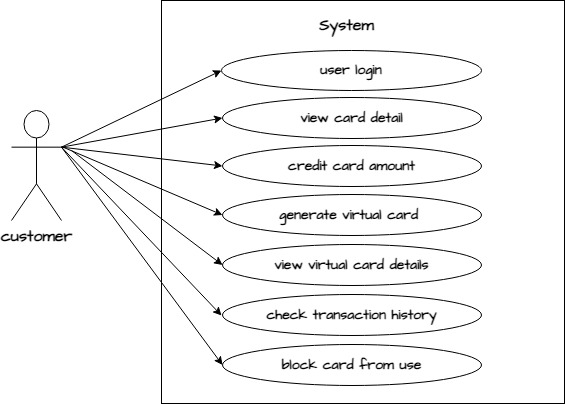 System
user login
view card detail
credit card amount
generate virtual card
view virtual card details
check transaction history
block card from use
customer